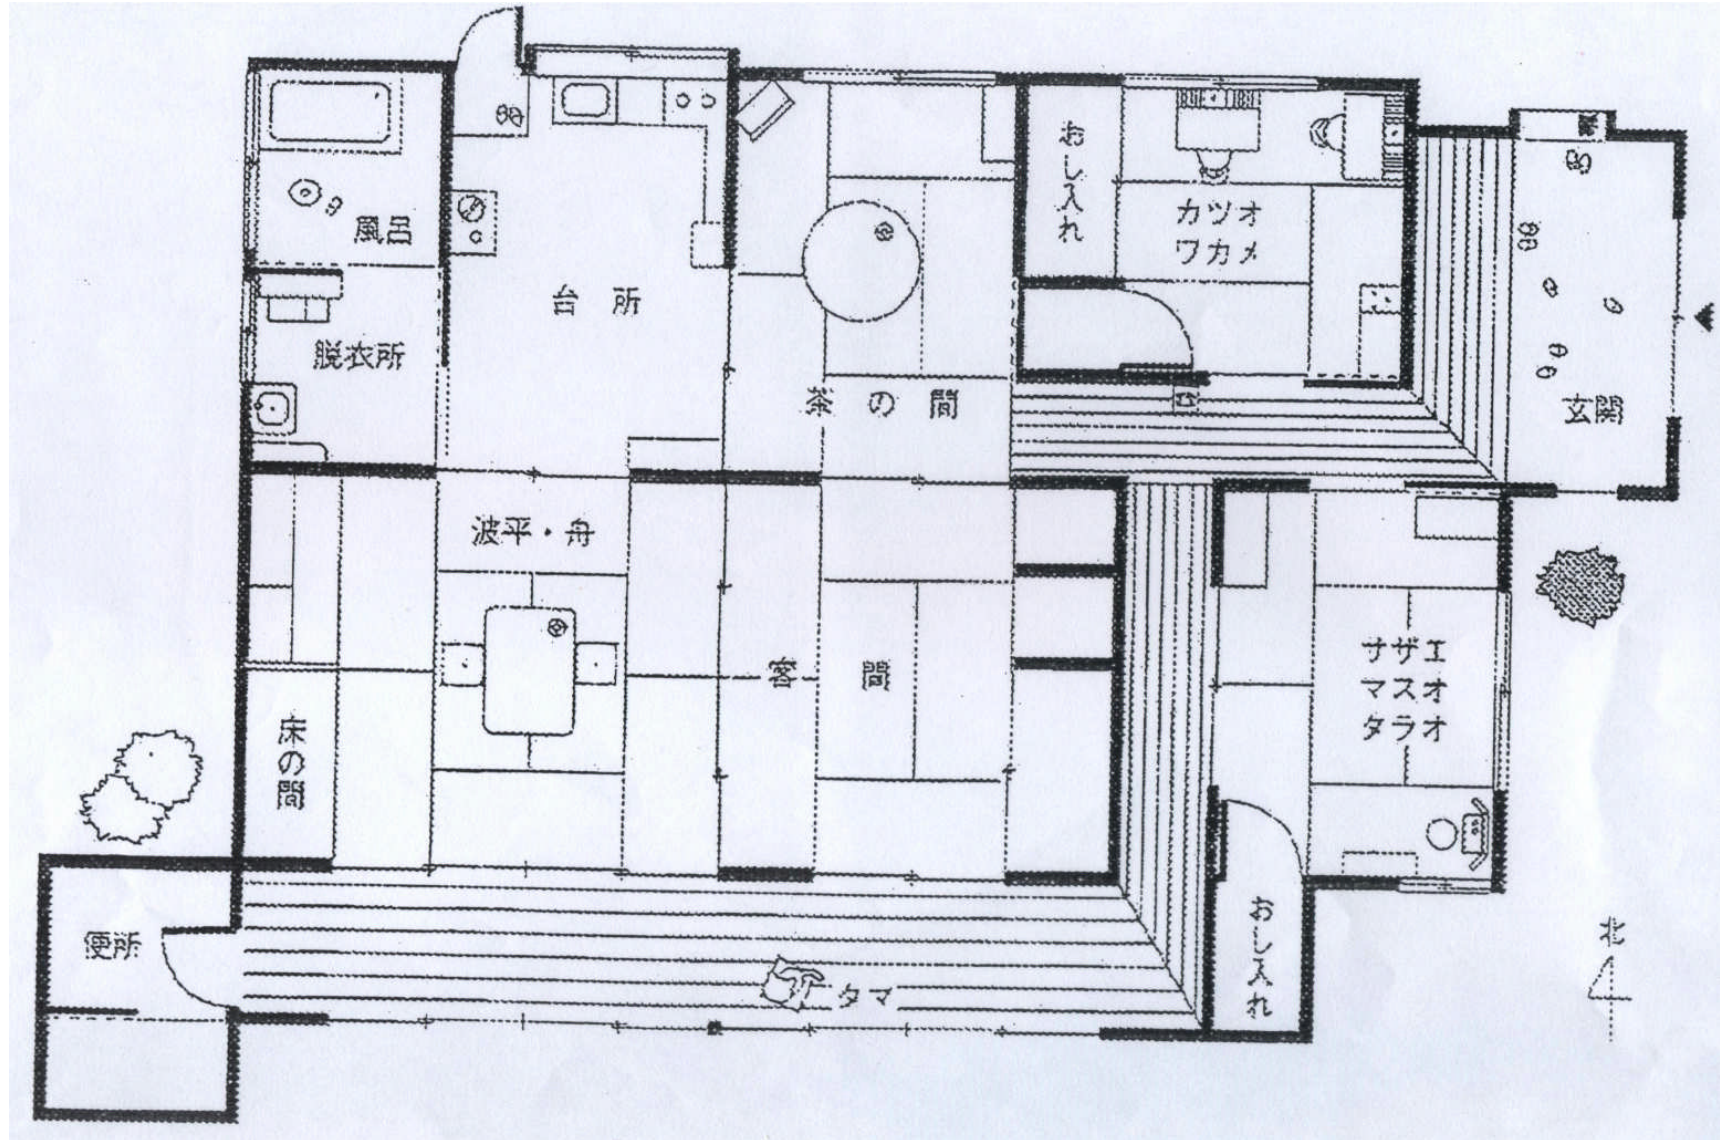 おし入れ
カツオ
ワカメ
風呂
台所
脱衣所
茶の間
玄関
波平・舟
客間
サザエ
マスオ
タラオ
床の間
便所
タマ
おし入れ
北